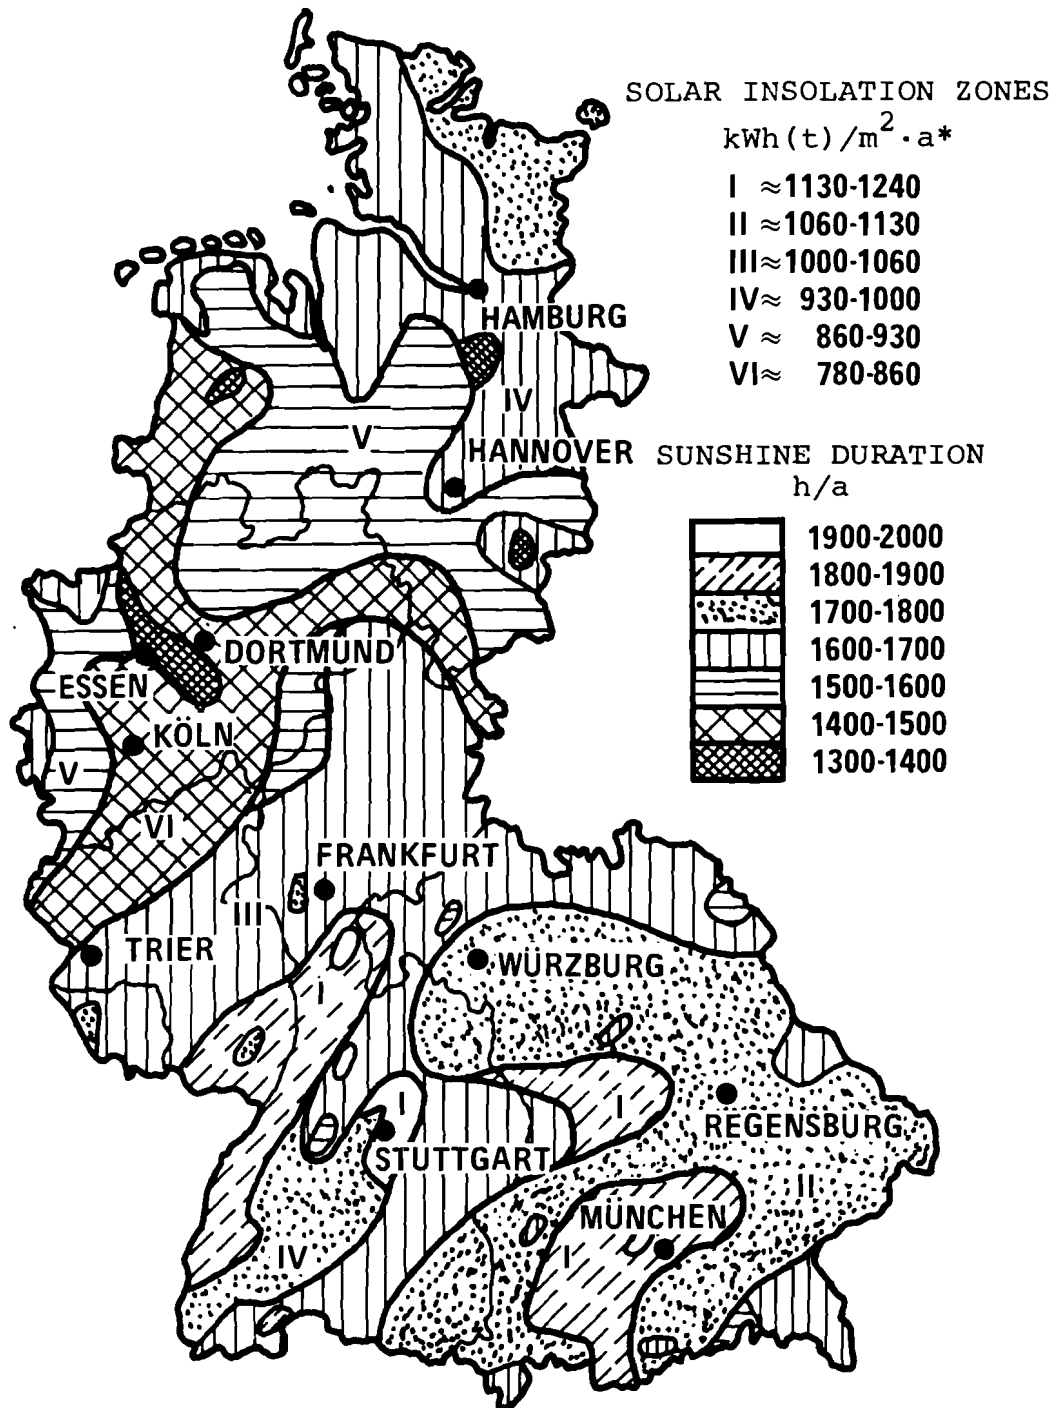 SOLAR INSOLATION ZONES
kWh(t)/m²·a*
I ≈1130-1240
II ≈1060-1130
III≈1000-1060
IV≈ 930-1000
V ≈ 860-930
VI≈ 780-860
SUNSHINE DURATION
h/a
1900-2000
1800-1900
1700-1800
1600-1700
1500-1600
1400-1500
1300-1400
HAMBURG
IV
V
HANNOVER
DORTMUND
ESSEN
KÖLN
V
VI
FRANKFURT
III
TRIER
WÜRZBURG
I
I
I
REGENSBURG
STUTTGART
II
MÜNCHEN
IV
I